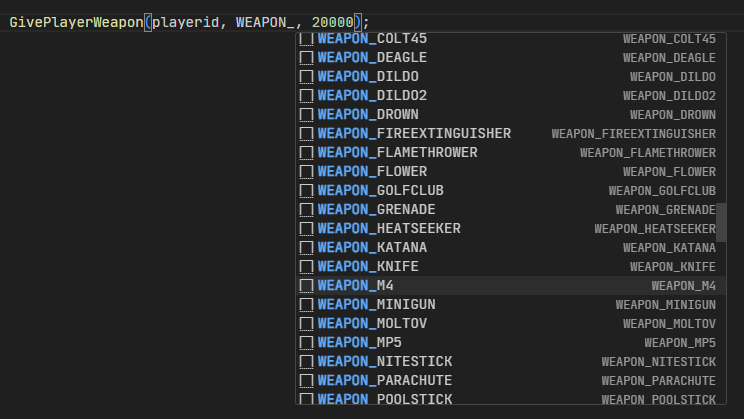 GivePlayerWeapon(playerid, WEAPON_, 20000);
WEAPON_COLT45 WEAPON_COLT45
WEAPON_DEAGLE WEAPON_DEAGLE
WEAPON_DILDO WEAPON_DILDO
WEAPON_DILDO2 WEAPON_DILDO2
WEAPON_DROWN WEAPON_DROWN
WEAPON_FIREEXTINGUISHER WEAPON_FIREEXTINGUISHER
WEAPON_FLAMETHROWER WEAPON_FLAMETHROWER
WEAPON_FLOWER WEAPON_FLOWER
WEAPON_GOLFCLUB WEAPON_GOLFCLUB
WEAPON_GRENADE WEAPON_GRENADE
WEAPON_HEATSEEKER WEAPON_HEATSEEKER
WEAPON_KATANA WEAPON_KATANA
WEAPON_KNIFE WEAPON_KNIFE
WEAPON_M4 WEAPON_M4
WEAPON_MINIGUN WEAPON_MINIGUN
WEAPON_MOLTOV WEAPON_MOLTOV
WEAPON_MP5 WEAPON_MP5
WEAPON_NITESTICK WEAPON_NITESTICK
WEAPON_PARACHUTE WEAPON_PARACHUTE
WEAPON_POOLSTICK WEAPON_POOLSTICK